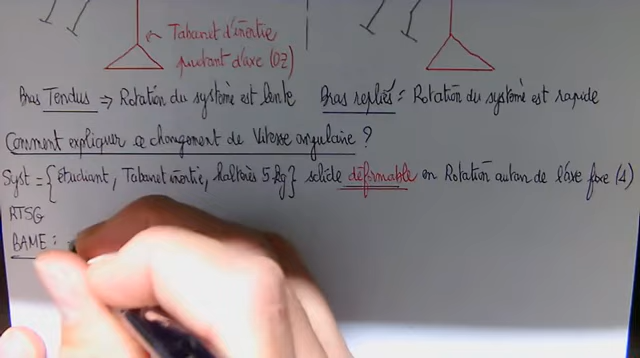 Tabouret d'inertie
pivotant d'axe (OZ)
Bras Tendus => Rotation du système est lente
Bras repliés = Rotation du système est rapide
Comment expliquer ce changement de Vitesse angulaire ?
Syst = {étudiant, Tabouret inertie, haltères 5 kg} solide déformable en Rotation autour de l'axe fixe (Δ)
RTSG
BAME :